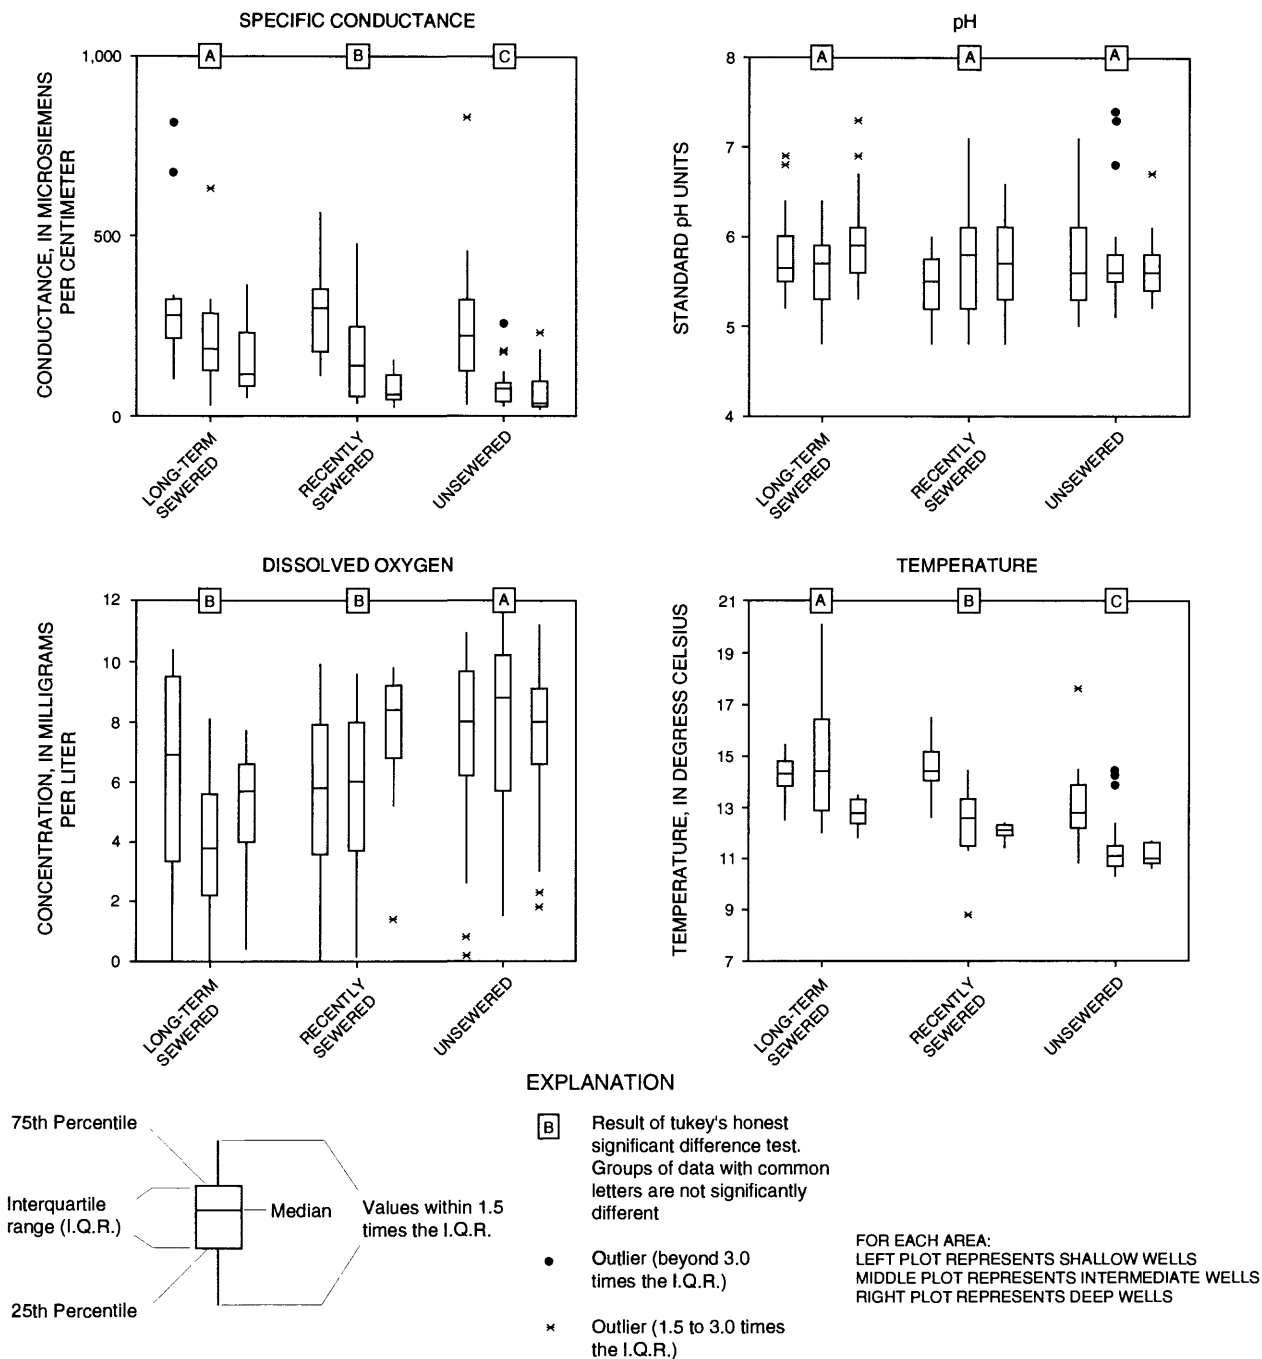 SPECIFIC CONDUCTANCE
CONDUCTANCE, IN MICROSIEMENS
PER CENTIMETER
1,000
500
0
A
B
C
LONG-TERM
SEWERED
RECENTLY
SEWERED
UNSEWERED
pH
STANDARD pH UNITS
8
7
6
5
4
A
A
A
LONG-TERM
SEWERED
RECENTLY
SEWERED
UNSEWERED
DISSOLVED OXYGEN
CONCENTRATION, IN MILLIGRAMS
PER LITER
12
10
8
6
4
2
0
B
B
A
LONG-TERM
SEWERED
RECENTLY
SEWERED
UNSEWERED
TEMPERATURE
TEMPERATURE, IN DEGRESS CELSIUS
21
19
17
15
13
11
9
7
A
B
C
LONG-TERM
SEWERED
RECENTLY
SEWERED
UNSEWERED
EXPLANATION
75th Percentile
Interquartile
range (I.Q.R.)
25th Percentile
Median
Values within 1.5
times the I.Q.R.
B
Result of tukey's honest
significant difference test.
Groups of data with common
letters are not significantly
different
Outlier (beyond 3.0
times the I.Q.R.)
Outlier (1.5 to 3.0 times
the I.Q.R.)
FOR EACH AREA:
LEFT PLOT REPRESENTS SHALLOW WELLS
MIDDLE PLOT REPRESENTS INTERMEDIATE WELLS
RIGHT PLOT REPRESENTS DEEP WELLS